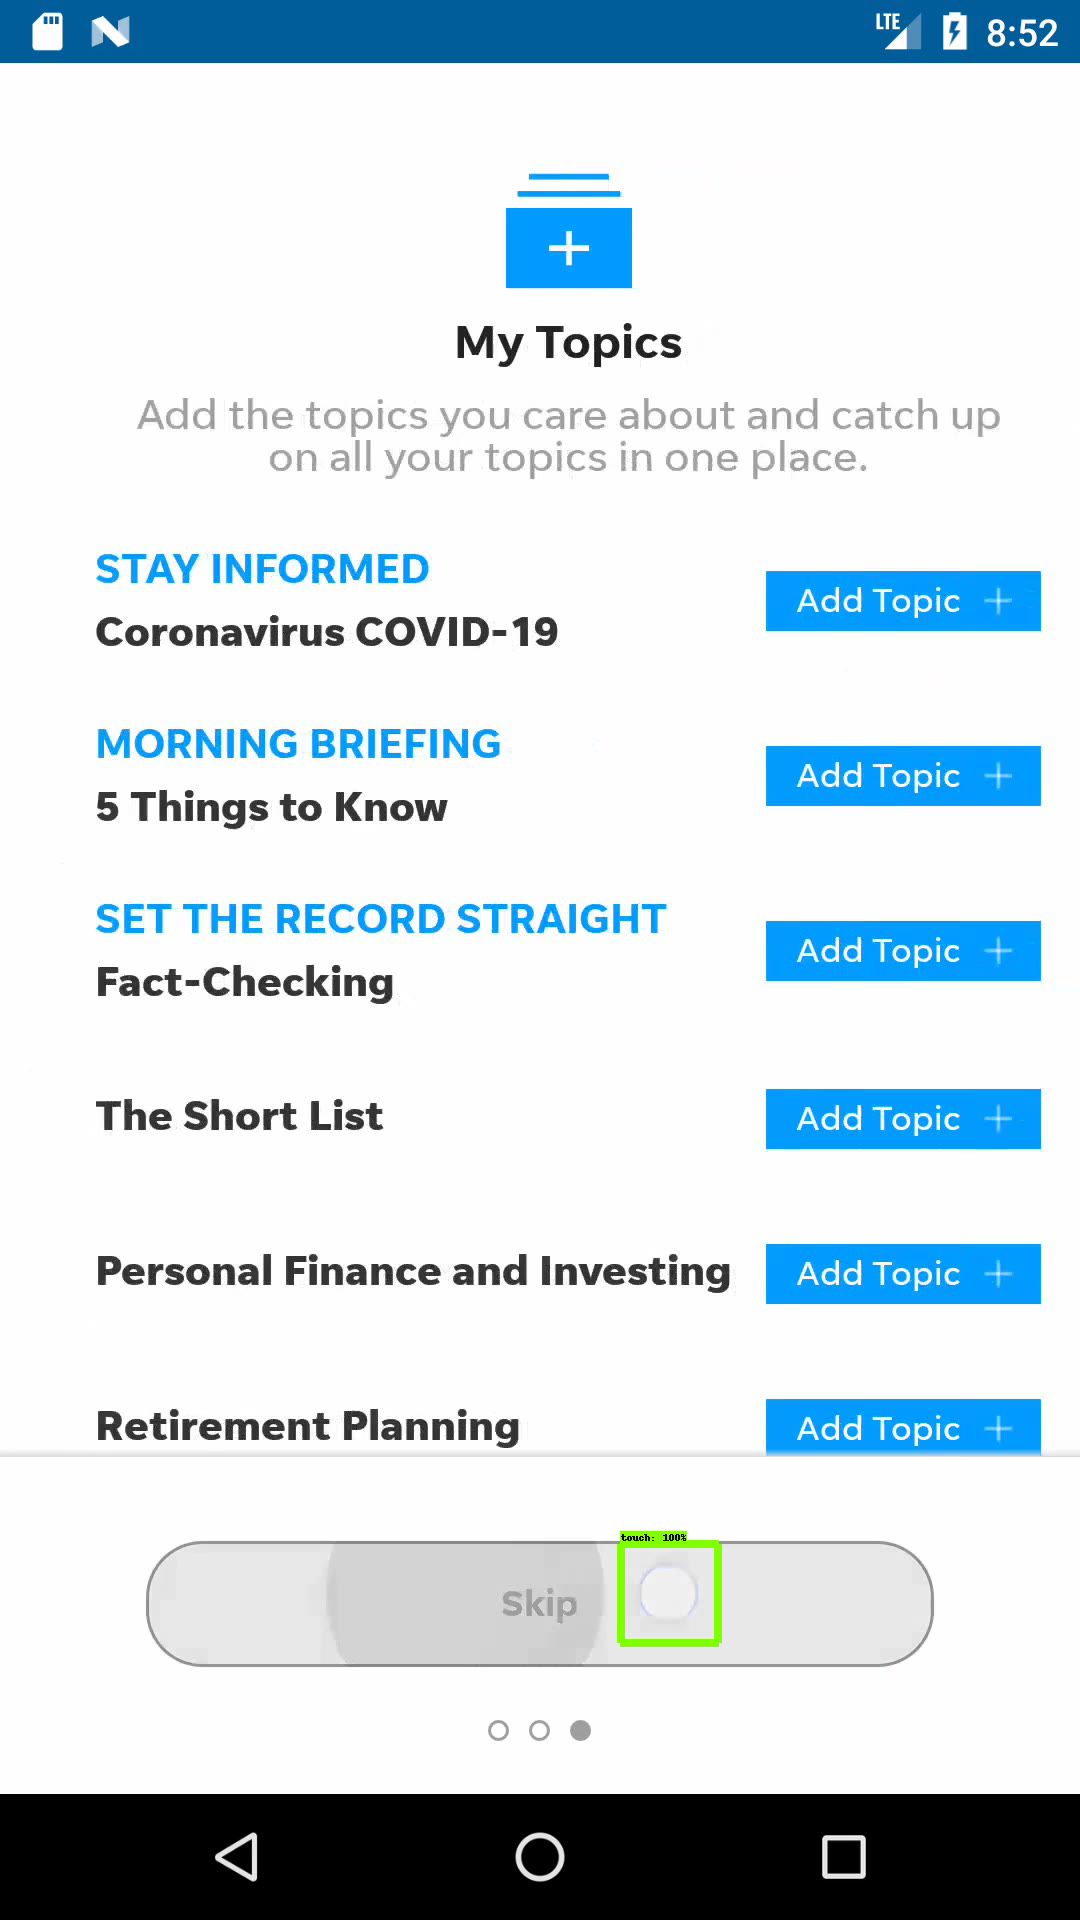 LTE 8:52
My Topics
Add the topics you care about and catch up
on all your topics in one place.
STAY INFORMED
Coronavirus COVID-19
Add Topic
MORNING BRIEFING
5 Things to Know
Add Topic
SET THE RECORD STRAIGHT
Fact-Checking
Add Topic
The Short List
Add Topic
Personal Finance and Investing
Add Topic
Retirement Planning
Add Topic
touch: 100%
Skip